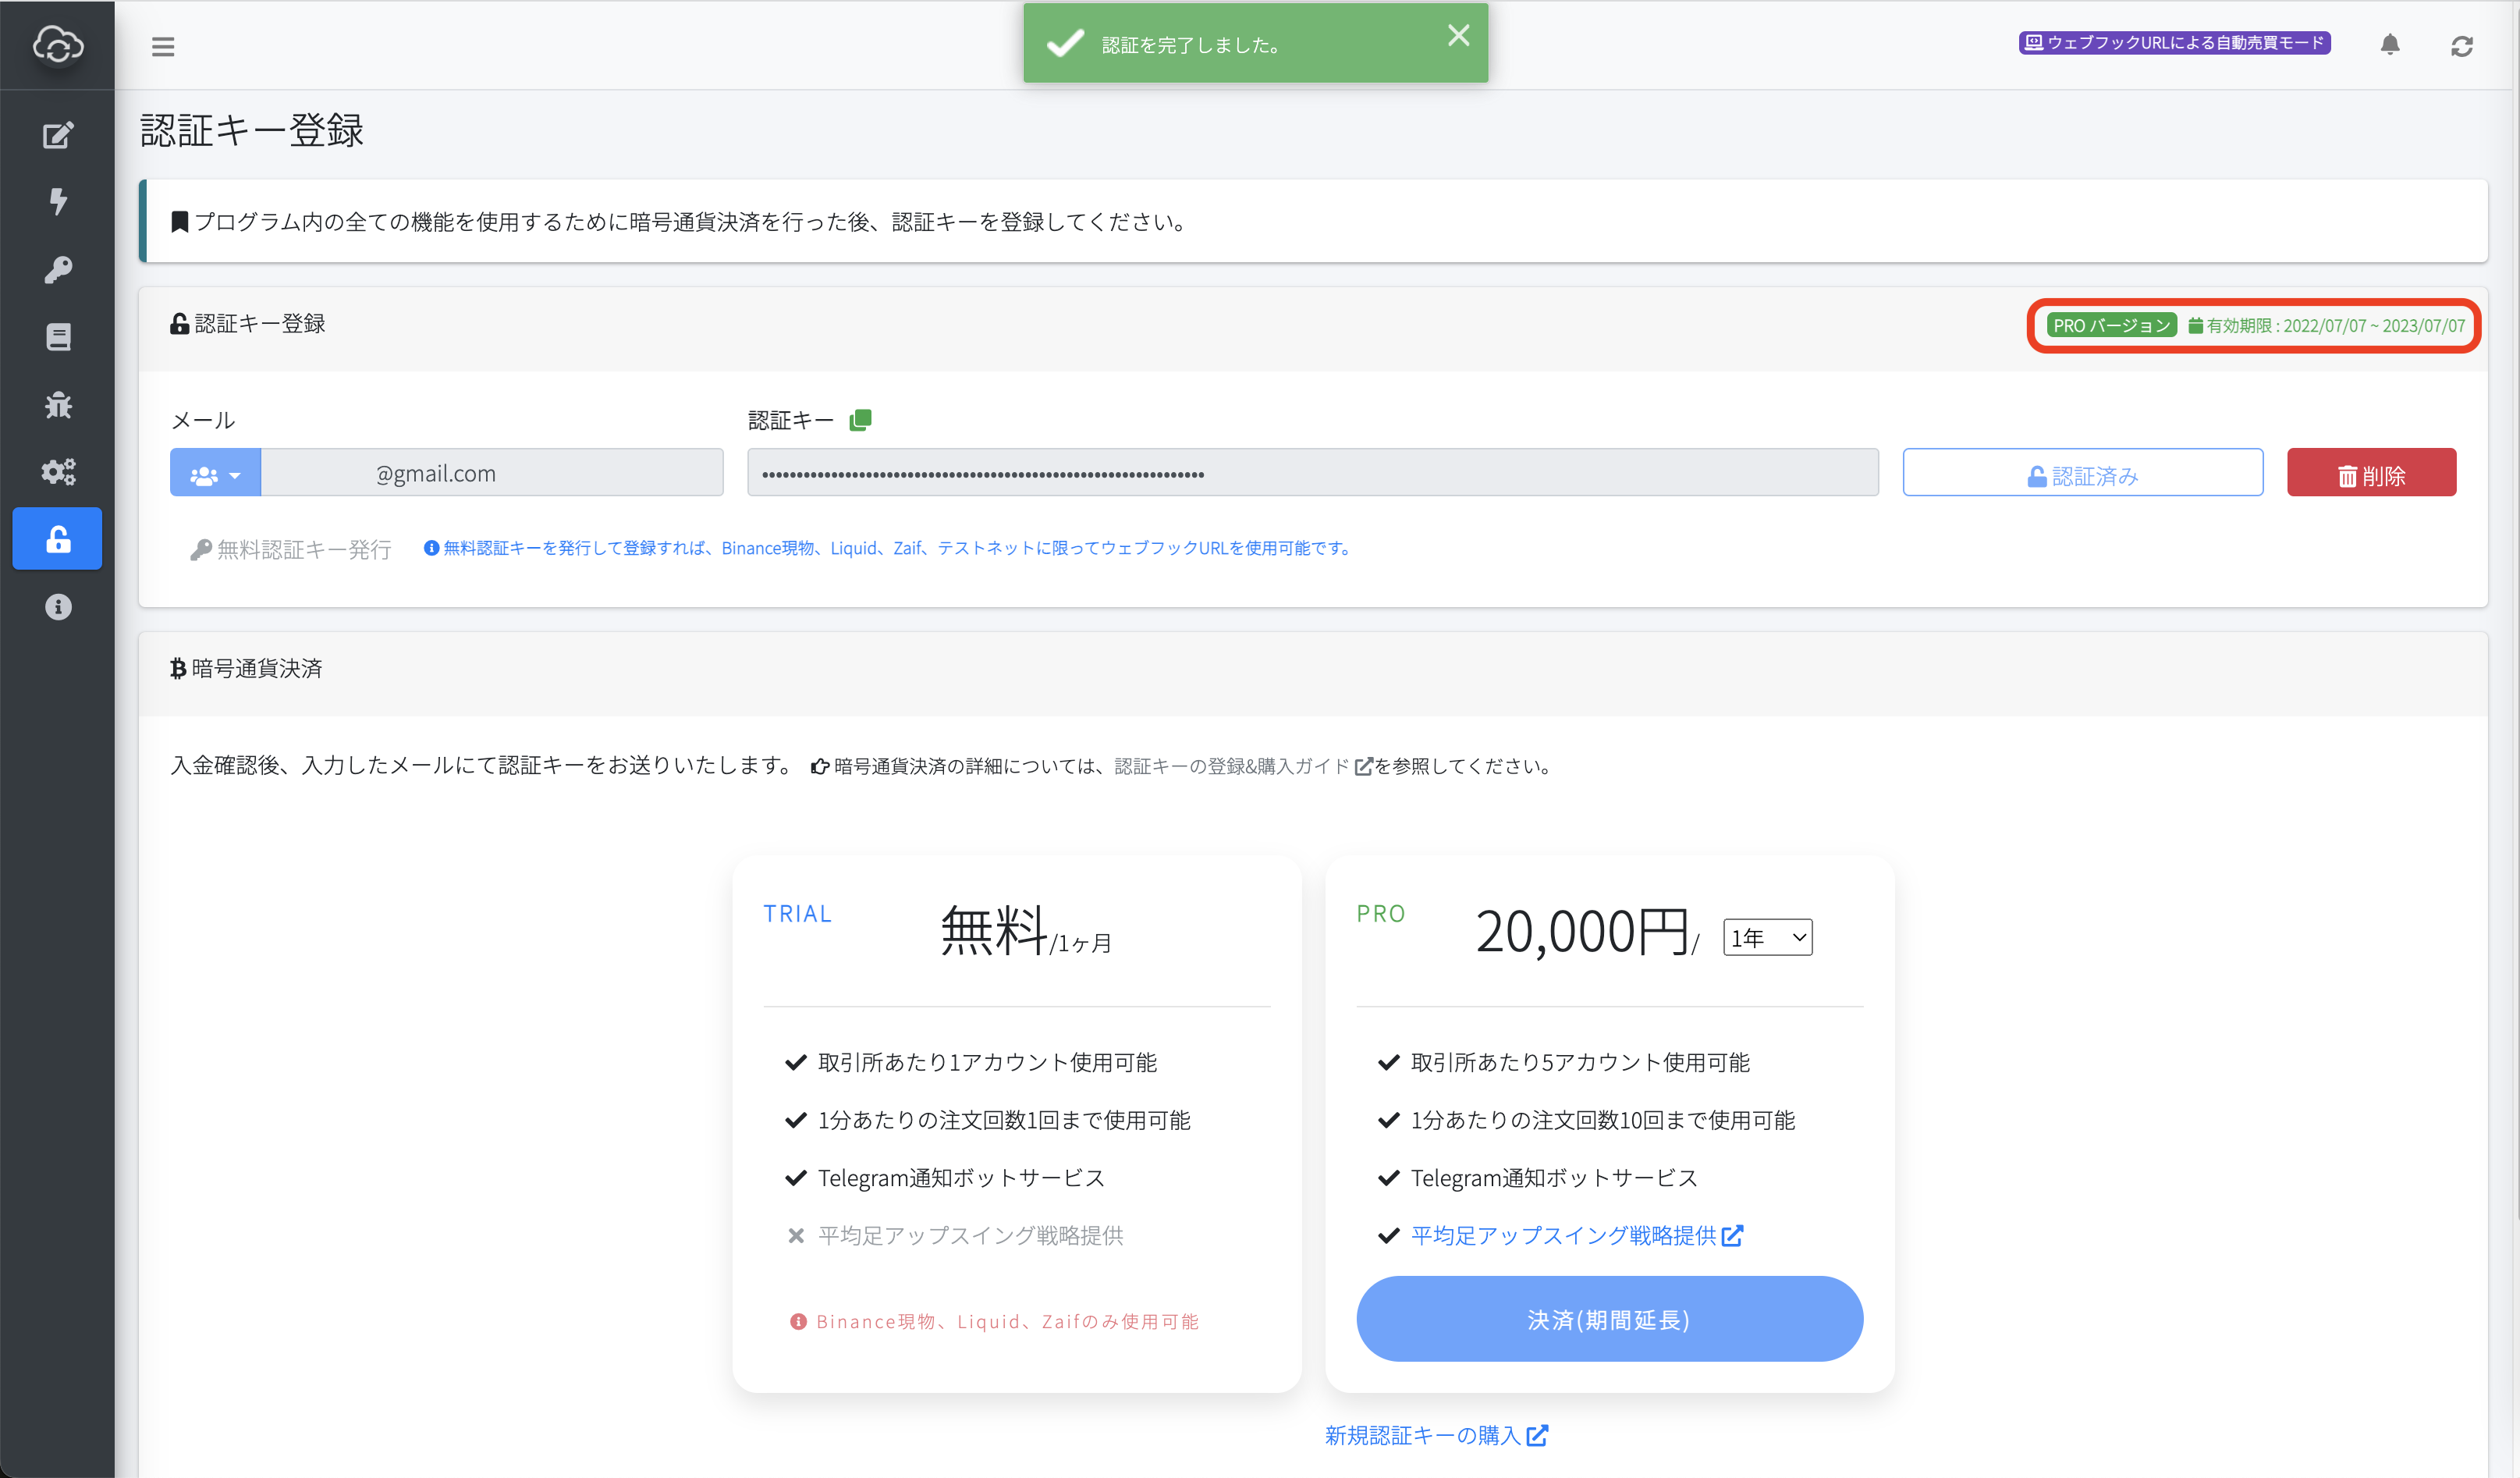 認証を完了しました。
ウェブフックURLによる自動売買モード
認証キー登録
プログラム内の全ての機能を使用するために暗号通貨決済を行った後、認証キーを登録してください。
認証キー登録
PRO バージョン 有効期限 : 2022/07/07 ~ 2023/07/07
メール
認証キー
@gmail.com
••••••••••••••••••••••••••••••••••••••••••••••••••••••••••••••••
認証済み
削除
無料認証キー発行
無料認証キーを発行して登録すれば、Binance現物、Liquid、Zaif、テストネットに限ってウェブフックURLを使用可能です。
暗号通貨決済
入金確認後、入力したメールにて認証キーをお送りいたします。 暗号通貨決済の詳細については、認証キーの登録&購入ガイドを参照してください。
TRIAL
無料/1ヶ月
取引所あたり1アカウント使用可能
1分あたりの注文回数1回まで使用可能
Telegram通知ボットサービス
平均足アップスイング戦略提供
Binance現物、Liquid、Zaifのみ使用可能
PRO
20,000円/ 1年
取引所あたり5アカウント使用可能
1分あたりの注文回数10回まで使用可能
Telegram通知ボットサービス
平均足アップスイング戦略提供
決済(期間延長)
新規認証キーの購入